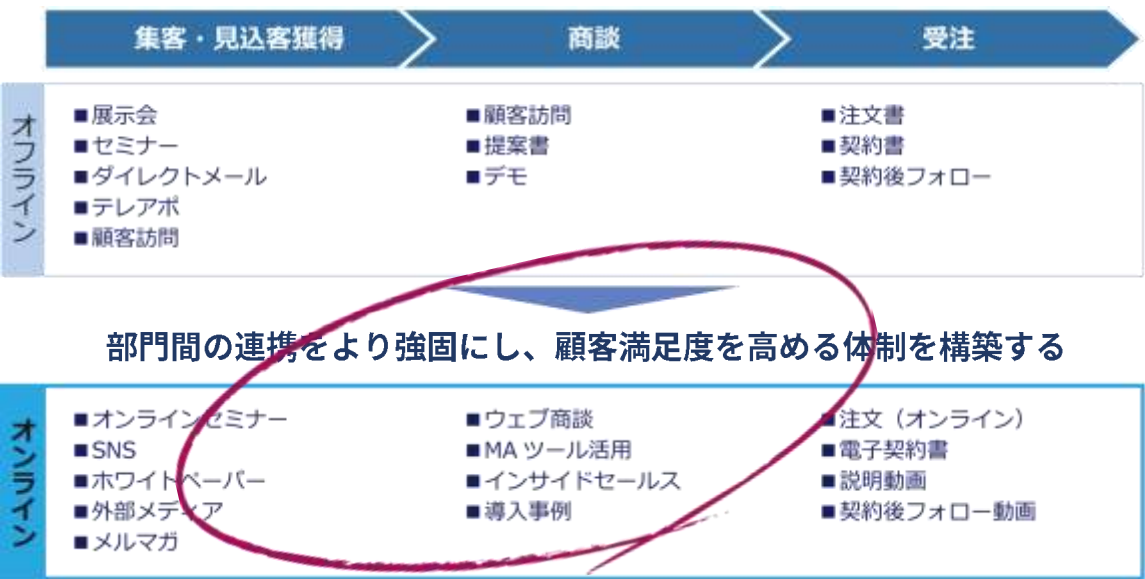 集客・見込客獲得
商談
受注
オフライン
■展示会
■セミナー
■ダイレクトメール
■テレアポ
■顧客訪問
■顧客訪問
■提案書
■デモ
■注文書
■契約書
■契約後フォロー
部門間の連携をより強固にし、顧客満足度を高める体制を構築する
オンライン
■オンラインセミナー
■SNS
■ホワイトペーパー
■外部メディア
■メルマガ
■ウェブ商談
■MA ツール活用
■インサイドセールス
■導入事例
■注文（オンライン）
■電子契約書
■説明動画
■契約後フォロー動画